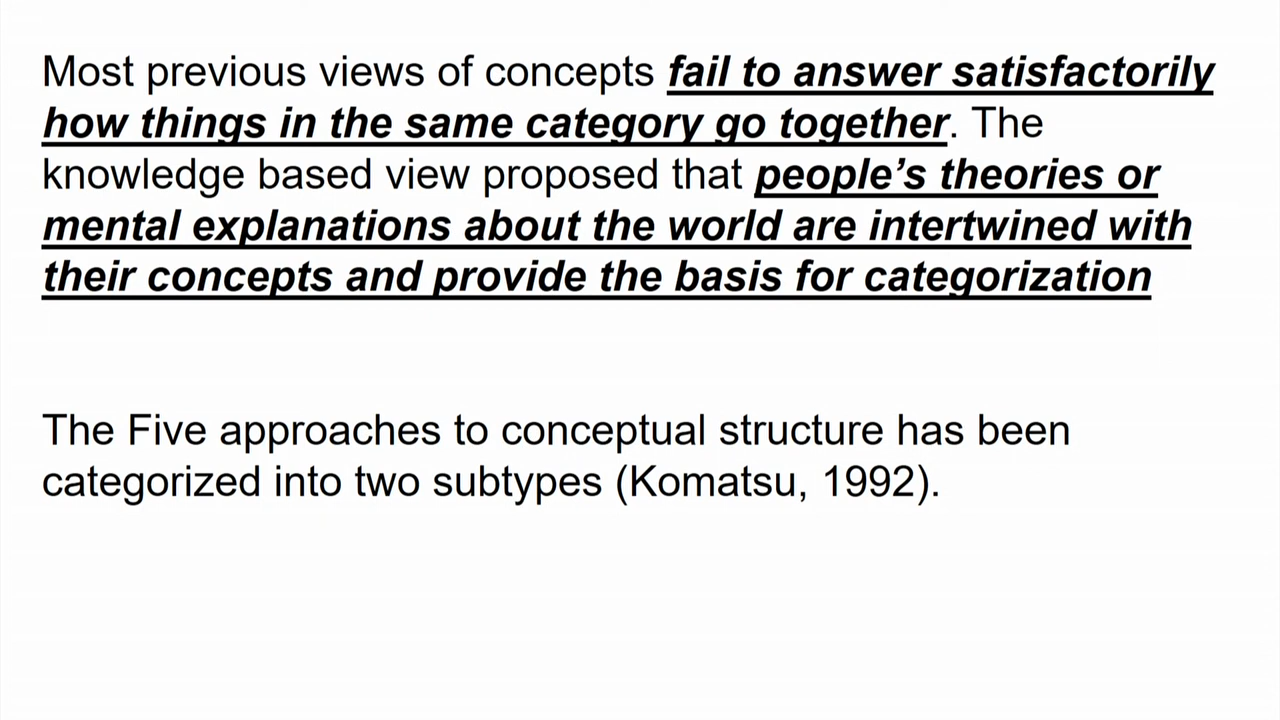 Most previous views of concepts fail to answer satisfactorily
how things in the same category go together. The
knowledge based view proposed that people’s theories or
mental explanations about the world are intertwined with
their concepts and provide the basis for categorization
The Five approaches to conceptual structure has been
categorized into two subtypes (Komatsu, 1992).